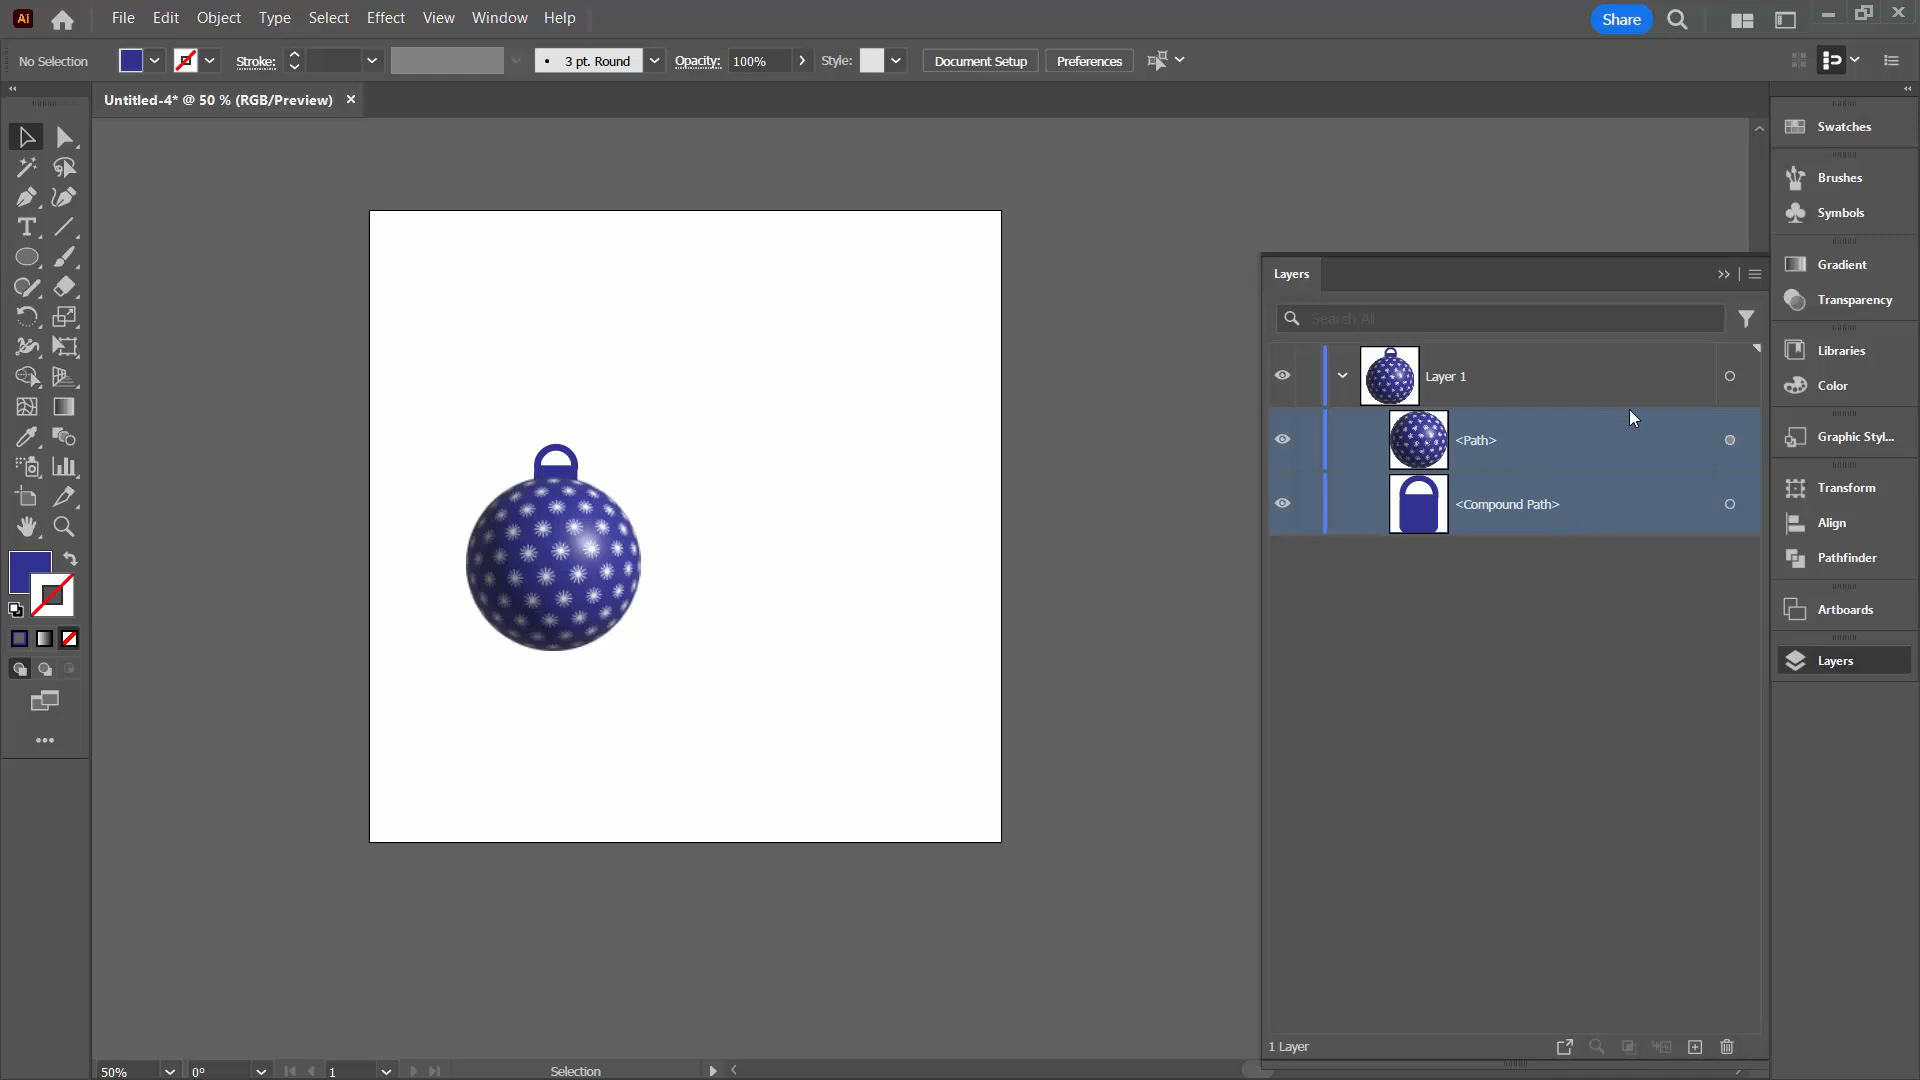 Ai File Edit Object Type Select Effect View Window Help Share
No Selection Stroke: • 3 pt. Round Opacity: 100% Style: Document Setup Preferences
Untitled-4* @ 50 % (RGB/Preview)
Layers
Search All
Layer 1
<Path>
<Compound Path>
1 Layer
Swatches
Brushes
Symbols
Gradient
Transparency
Libraries
Color
Graphic Styl...
Transform
Align
Pathfinder
Artboards
Layers
50% 0° 1 Selection